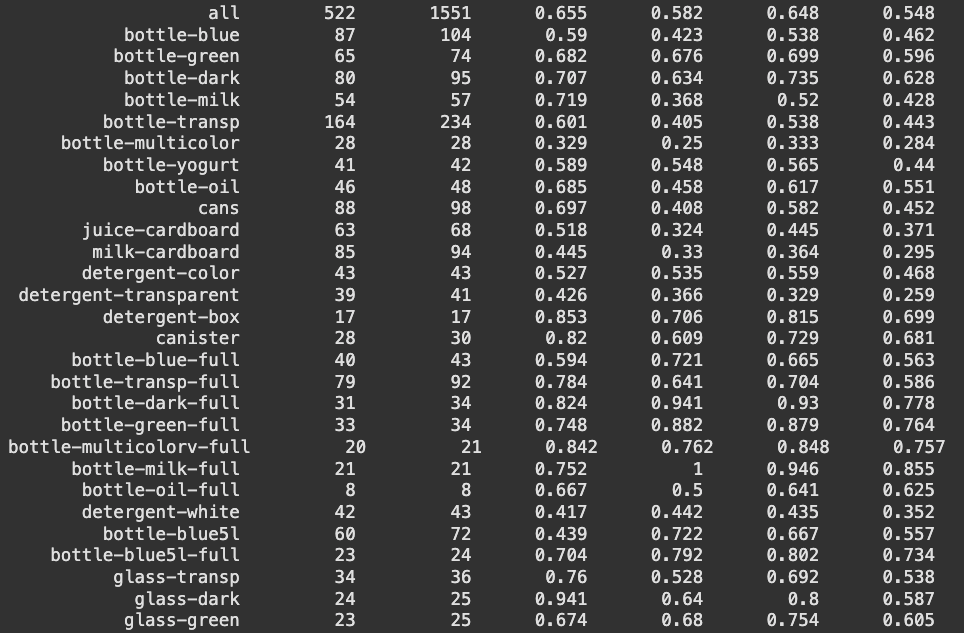 all 522 1551 0.655 0.582 0.648 0.548
bottle-blue 87 104 0.59 0.423 0.538 0.462
bottle-green 65 74 0.682 0.676 0.699 0.596
bottle-dark 80 95 0.707 0.634 0.735 0.628
bottle-milk 54 57 0.719 0.368 0.52 0.428
bottle-transp 164 234 0.601 0.405 0.538 0.443
bottle-multicolor 28 28 0.329 0.25 0.333 0.284
bottle-yogurt 41 42 0.589 0.548 0.565 0.44
bottle-oil 46 48 0.685 0.458 0.617 0.551
cans 88 98 0.697 0.408 0.582 0.452
juice-cardboard 63 68 0.518 0.324 0.445 0.371
milk-cardboard 85 94 0.445 0.33 0.364 0.295
detergent-color 43 43 0.527 0.535 0.559 0.468
detergent-transparent 39 41 0.426 0.366 0.329 0.259
detergent-box 17 17 0.853 0.706 0.815 0.699
canister 28 30 0.82 0.609 0.729 0.681
bottle-blue-full 40 43 0.594 0.721 0.665 0.563
bottle-transp-full 79 92 0.784 0.641 0.704 0.586
bottle-dark-full 31 34 0.824 0.941 0.93 0.778
bottle-green-full 33 34 0.748 0.882 0.879 0.764
bottle-multicolorv-full 20 21 0.842 0.762 0.848 0.757
bottle-milk-full 21 21 0.752 1 0.946 0.855
bottle-oil-full 8 8 0.667 0.5 0.641 0.625
detergent-white 42 43 0.417 0.442 0.435 0.352
bottle-blue5l 60 72 0.439 0.722 0.667 0.557
bottle-blue5l-full 23 24 0.704 0.792 0.802 0.734
glass-transp 34 36 0.76 0.528 0.692 0.538
glass-dark 24 25 0.941 0.64 0.8 0.587
glass-green 23 25 0.674 0.68 0.754 0.605